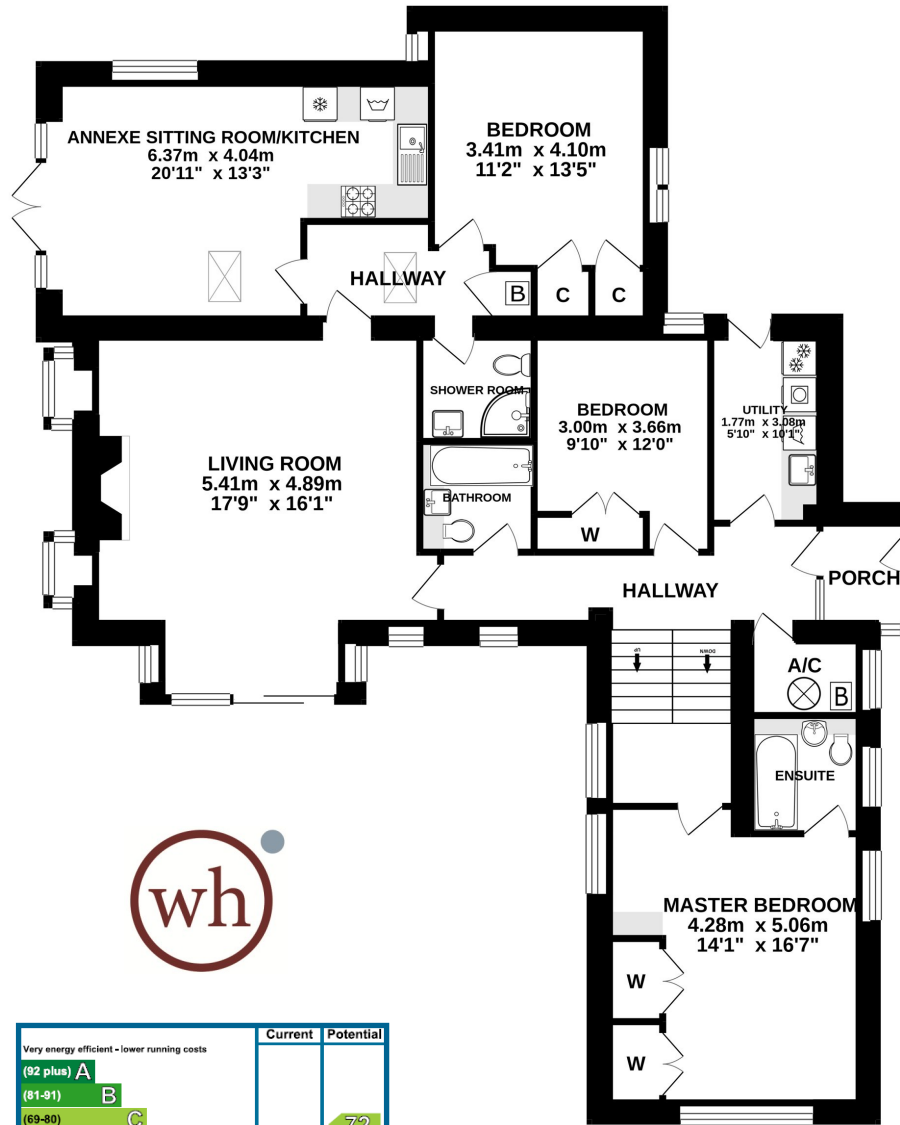 ANNEXE SITTING ROOM/KITCHEN
6.37m x 4.04m
20'11" x 13'3"
BEDROOM
3.41m x 4.10m
11'2" x 13'5"
HALLWAY
B
C
C
SHOWER ROOM
BEDROOM
3.00m x 3.66m
9'10" x 12'0"
UTILITY
1.77m x 3.08m
5'10" x 10'1"
LIVING ROOM
5.41m x 4.89m
17'9" x 16'1"
BATHROOM
W
HALLWAY
PORCH
UP
DOWN
A/C
B
ENSUITE
wh
MASTER BEDROOM
4.28m x 5.06m
14'1" x 16'7"
W
W
Current Potential
Very energy efficient - lower running costs
(92 plus) A
(81-91) B
(69-80) C
72